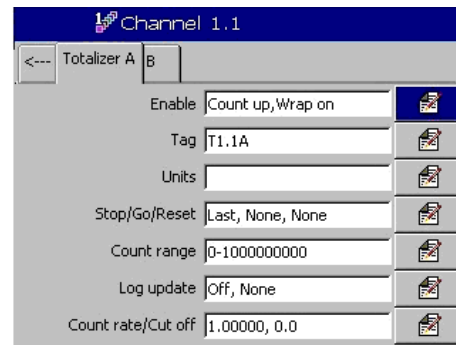 Channel 1.1
<--- Totalizer A B
Enable Count up,Wrap on
Tag T1.1A
Units
Stop/Go/Reset Last, None, None
Count range 0-1000000000
Log update Off, None
Count rate/Cut off 1.00000, 0.0